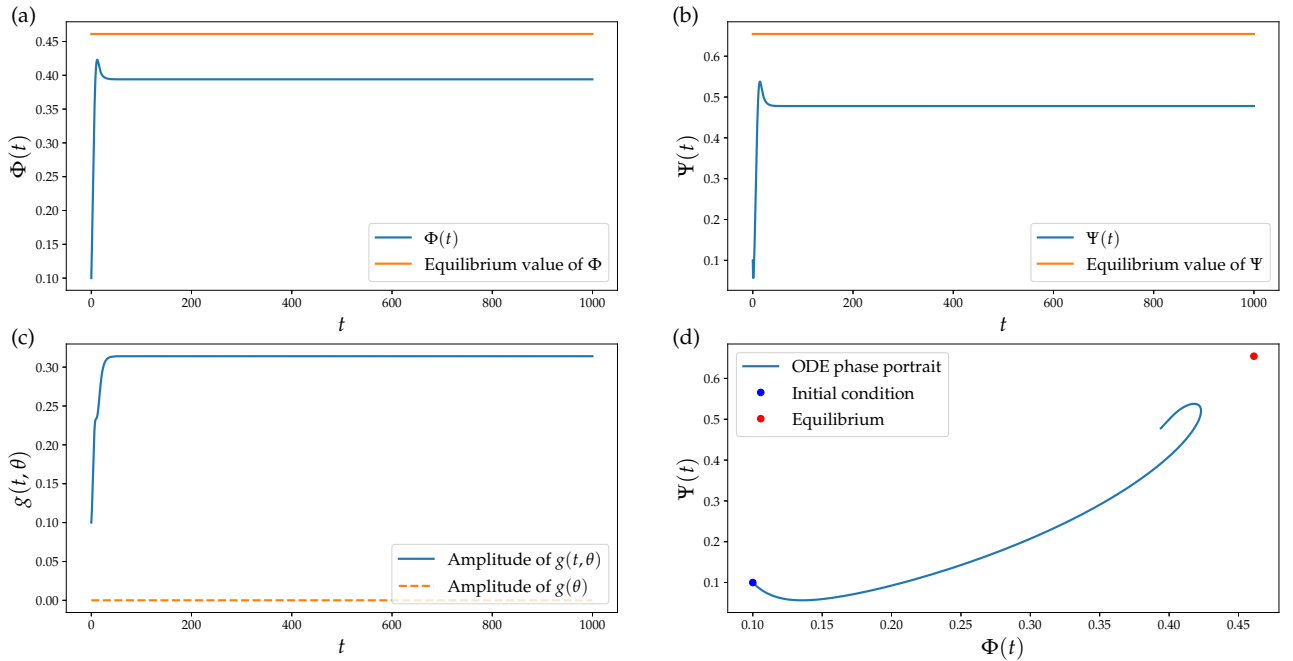 (a)
0.45
0.40
0.35
0.30
0.25
0.20
0.15
0.10
Φ(t)
0
200
400
600
800
1000
t
Φ(t)
Equilibrium value of Φ
(b)
0.6
0.5
0.4
0.3
0.2
0.1
Ψ(t)
0
200
400
600
800
1000
t
Ψ(t)
Equilibrium value of Ψ
(c)
0.30
0.25
0.20
0.15
0.10
0.05
0.00
g(t, θ)
0
200
400
600
800
1000
t
Amplitude of g(t, θ)
Amplitude of g(θ)
(d)
0.6
0.5
0.4
0.3
0.2
0.1
Ψ(t)
0.10
0.15
0.20
0.25
0.30
0.35
0.40
0.45
Φ(t)
ODE phase portrait
Initial condition
Equilibrium